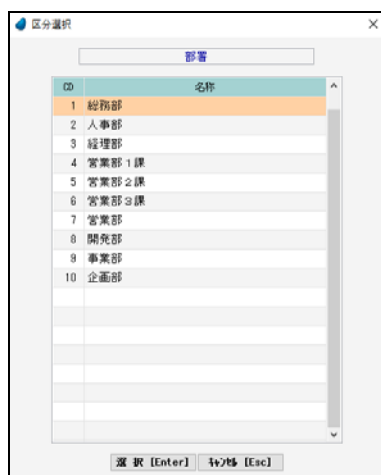 区分選択
部署
CD 名称
1 総務部
2 人事部
3 経理部
4 営業部１課
5 営業部２課
6 営業部３課
7 営業部
8 開発部
9 事業部
10 企画部
選 択 [Enter] ｷｬﾝｾﾙ [Esc]